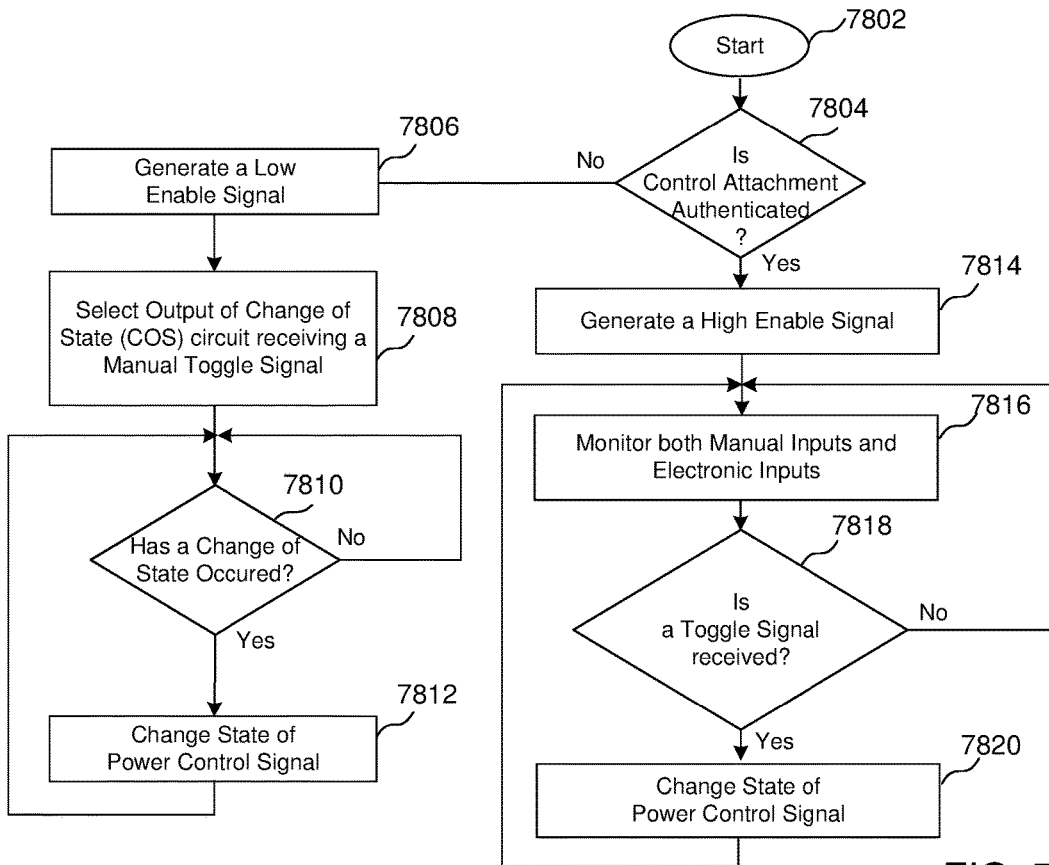 Start
7802
7804
Is
Control Attachment
Authenticated
?
No
Yes
7806
Generate a Low
Enable Signal
7808
Select Output of Change of
State (COS) circuit receiving a
Manual Toggle Signal
7810
Has a Change of
State Occured?
No
Yes
7812
Change State of
Power Control Signal
7814
Generate a High Enable Signal
7816
Monitor both Manual Inputs and
Electronic Inputs
7818
Is
a Toggle Signal
received?
No
Yes
7820
Change State of
Power Control Signal